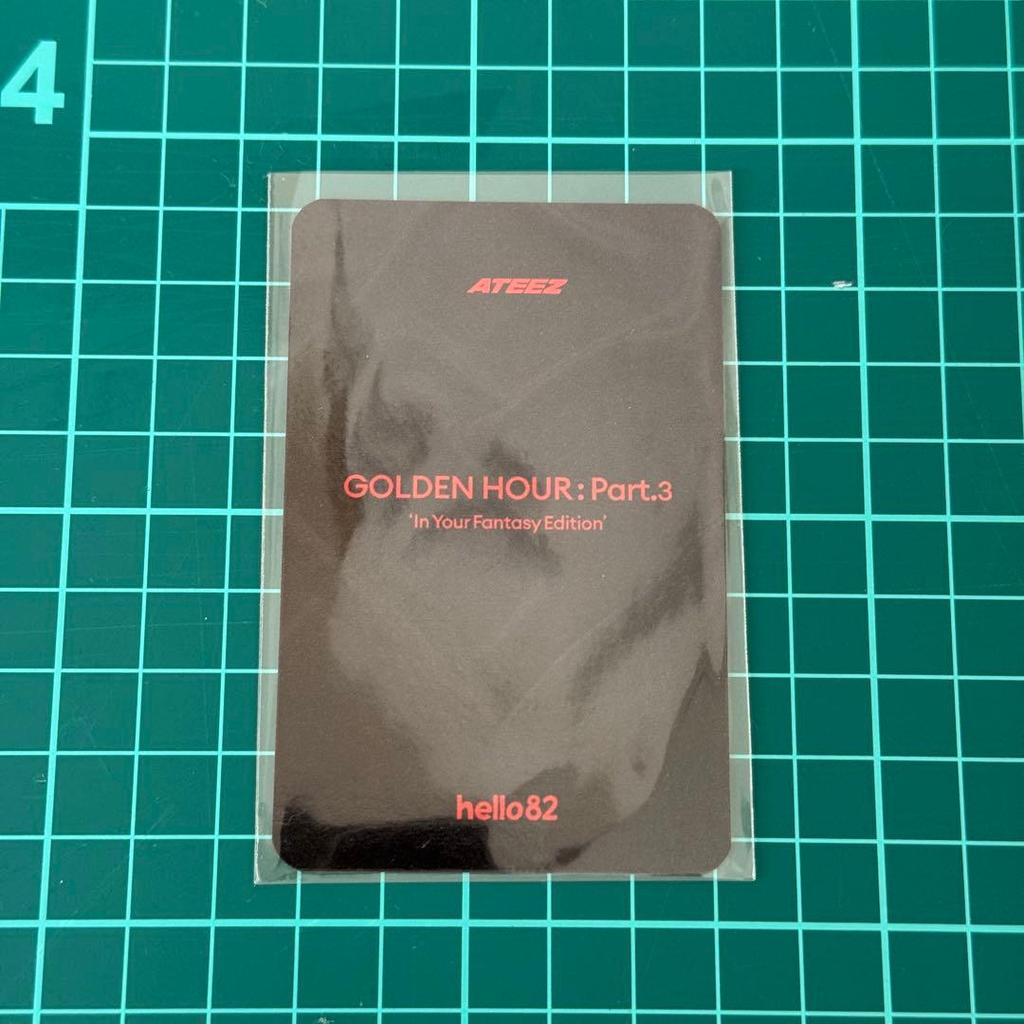 4
ATEEZ
GOLDEN HOUR : Part.3
'In Your Fantasy Edition'
hello82